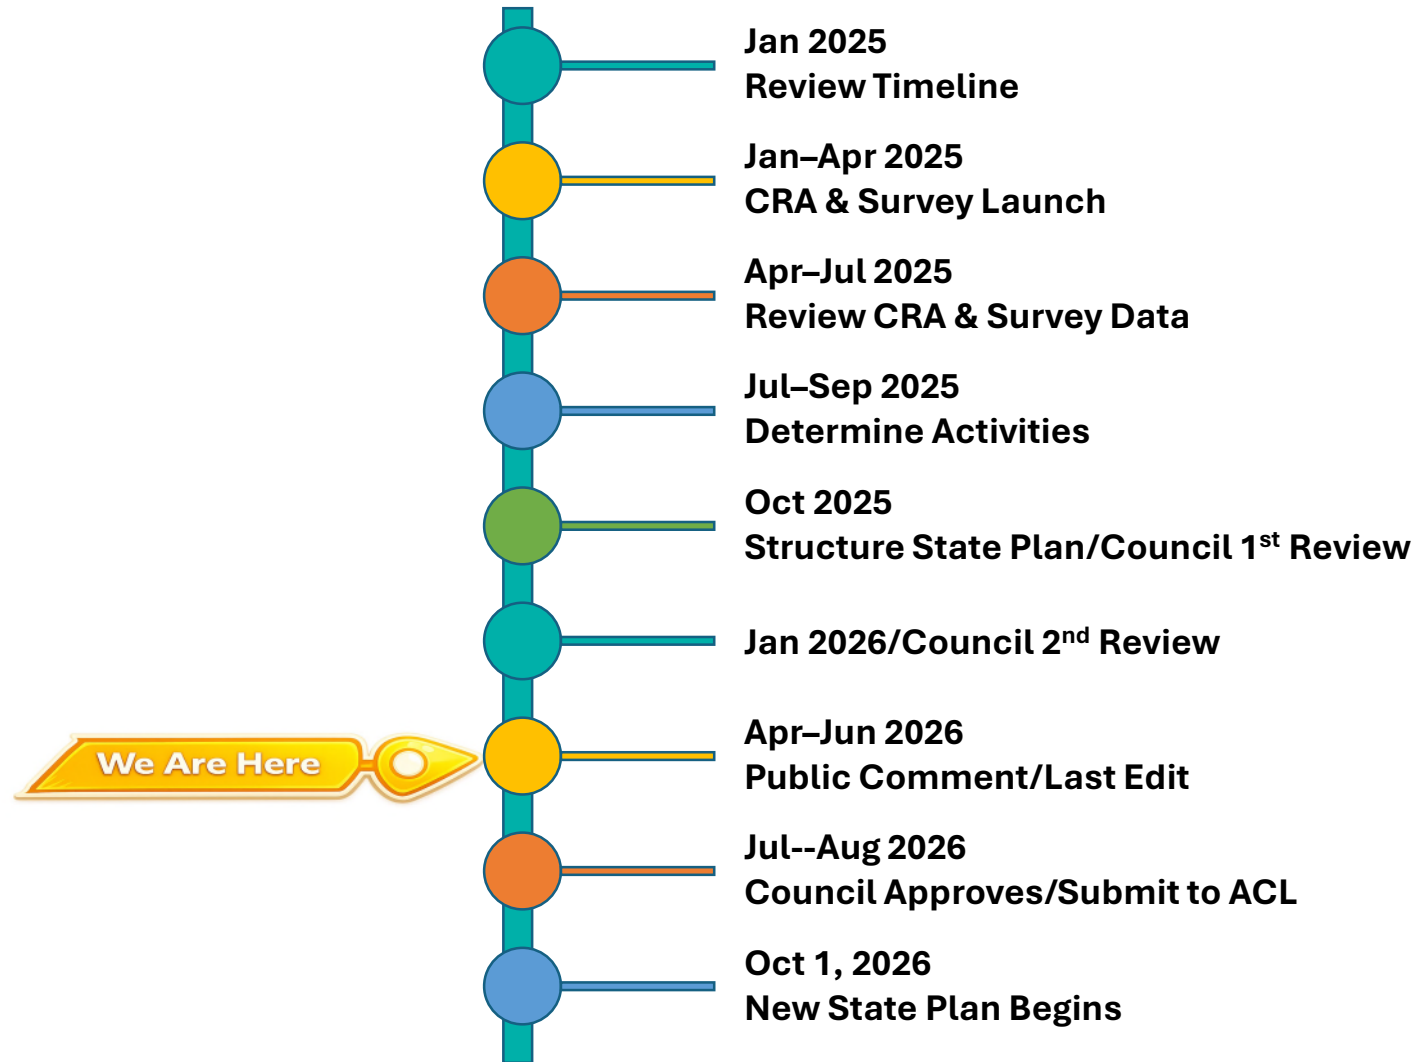 Jan 2025
Review Timeline
Jan–Apr 2025
CRA & Survey Launch
Apr–Jul 2025
Review CRA & Survey Data
Jul–Sep 2025
Determine Activities
Oct 2025
Structure State Plan/Council 1st Review
Jan 2026/Council 2nd Review
We Are Here
Apr–Jun 2026
Public Comment/Last Edit
Jul--Aug 2026
Council Approves/Submit to ACL
Oct 1, 2026
New State Plan Begins